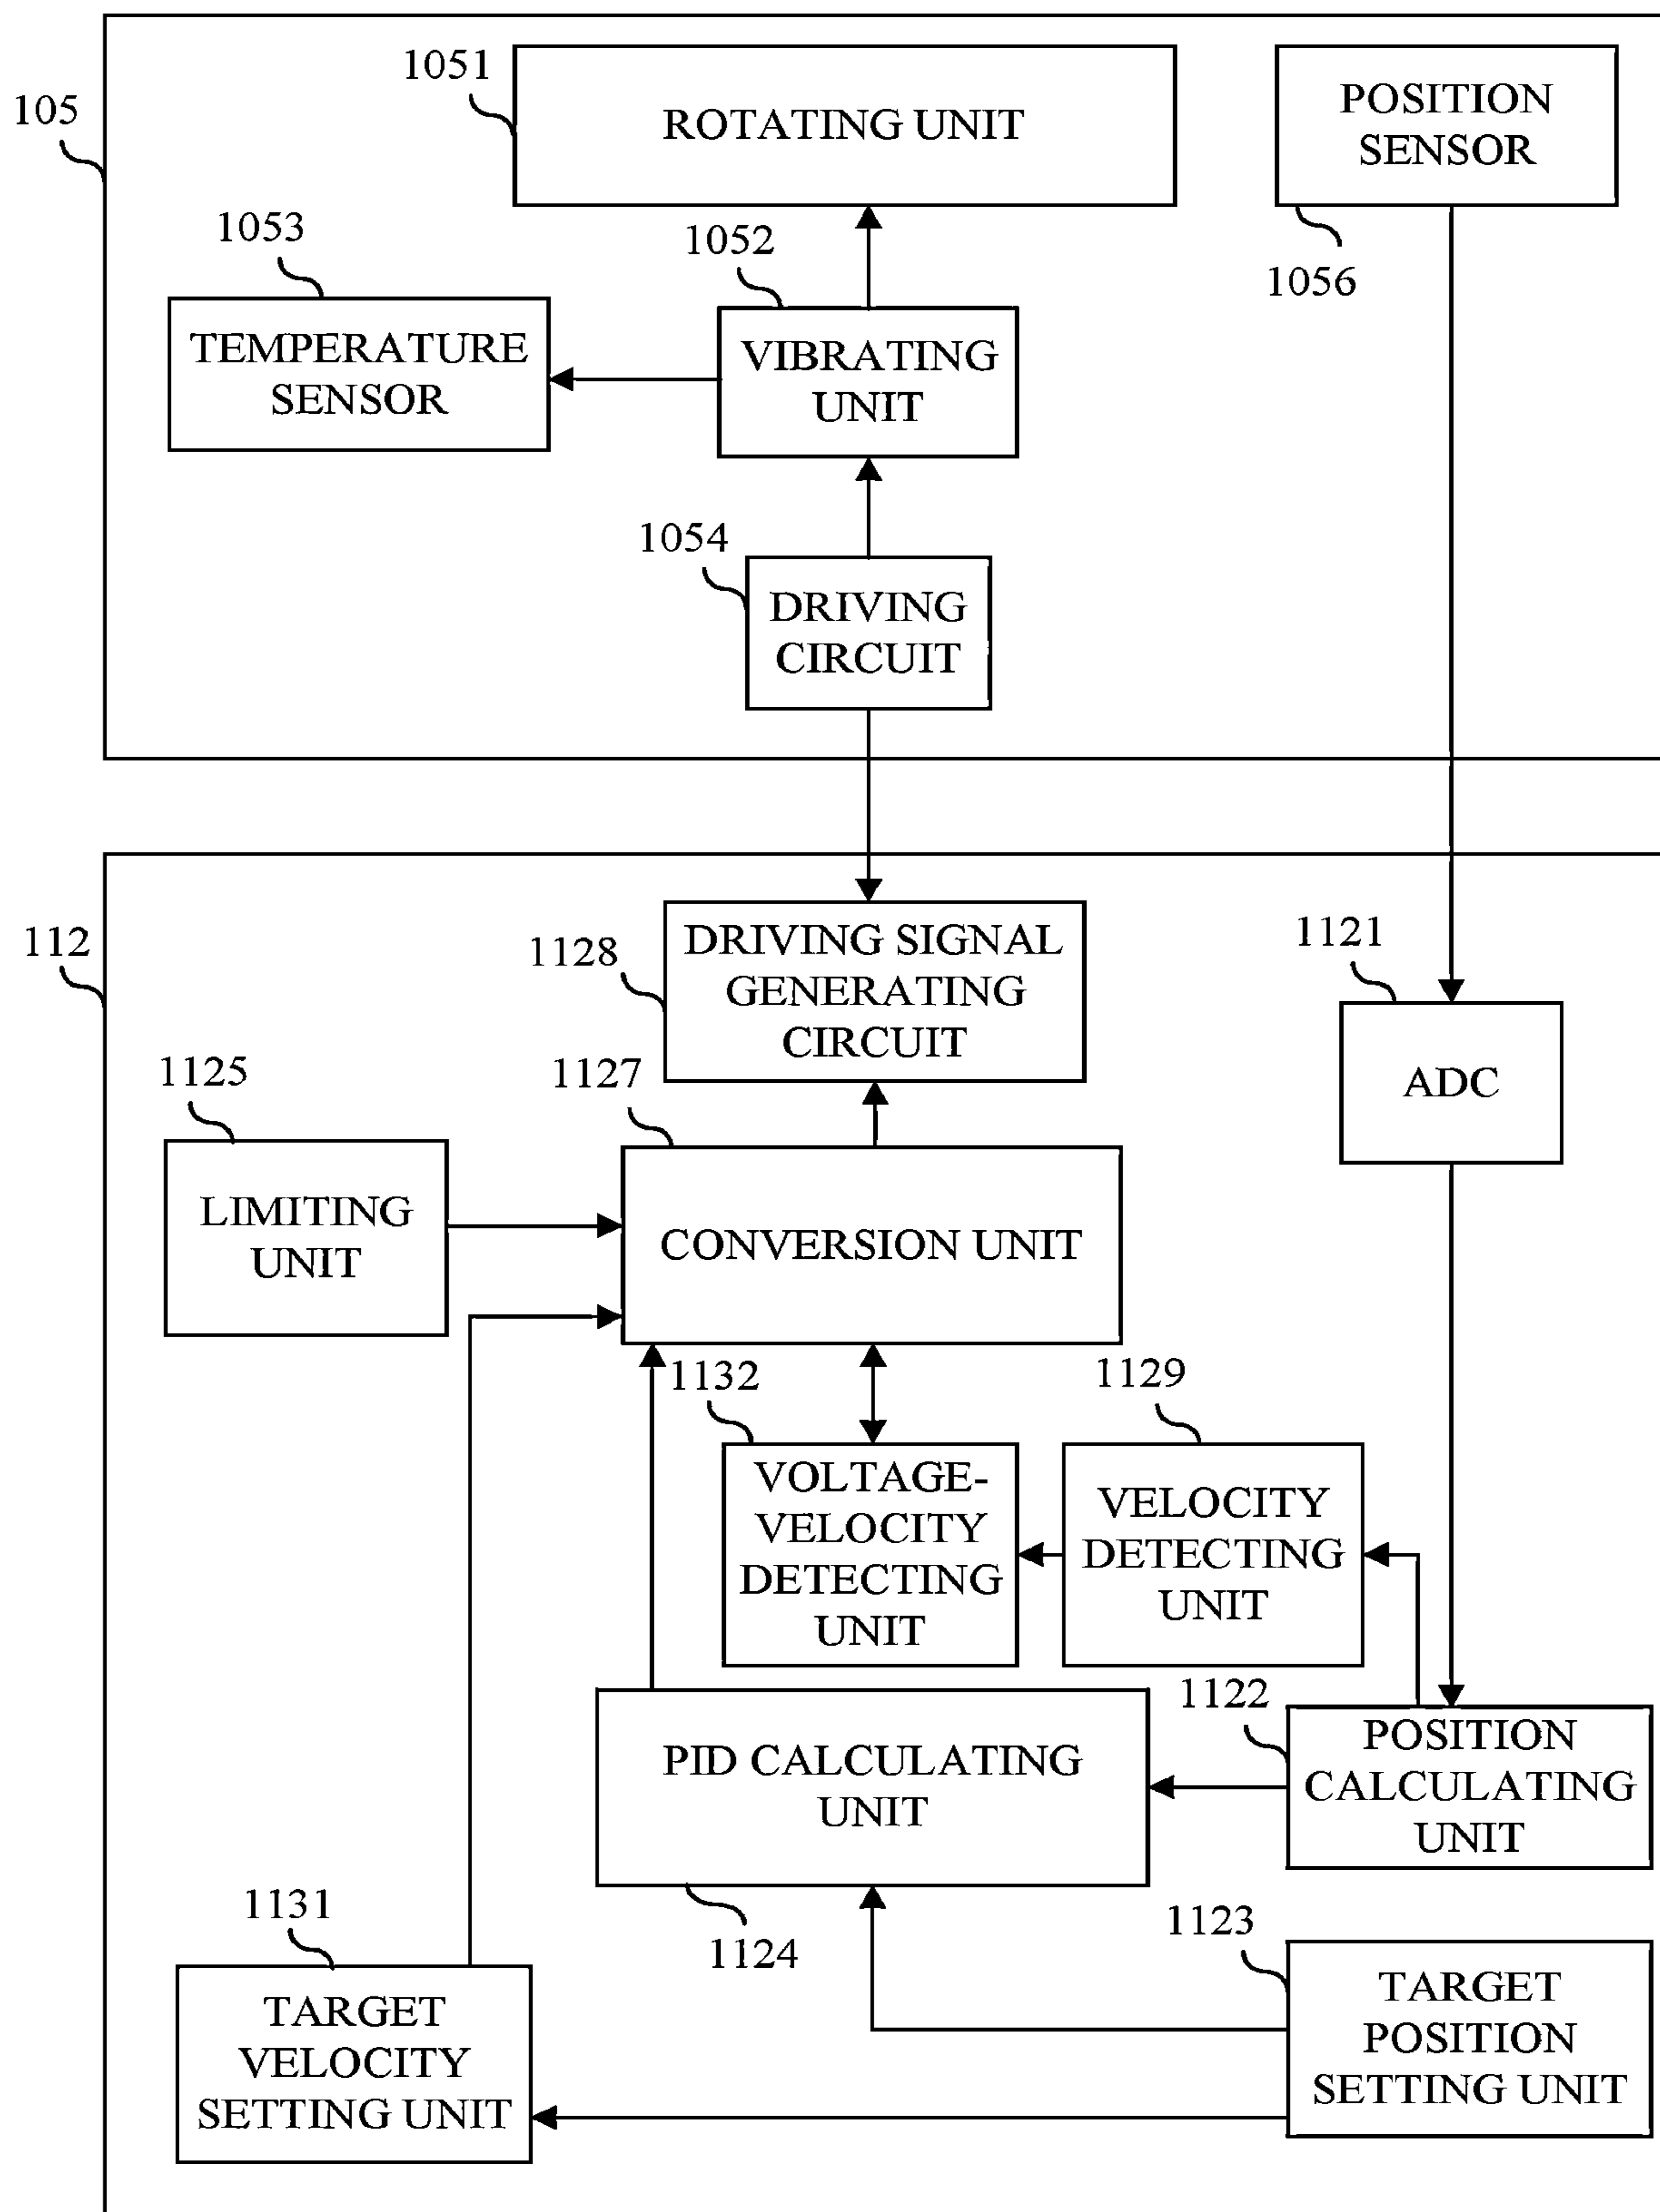 105
1051
ROTATING UNIT
POSITION
SENSOR
1056
1053
TEMPERATURE
SENSOR
1052
VIBRATING
UNIT
1054
DRIVING
CIRCUIT
112
1128
DRIVING SIGNAL
GENERATING
CIRCUIT
1121
ADC
1125
LIMITING
UNIT
1127
CONVERSION UNIT
1132
VOLTAGE-
VELOCITY
DETECTING
UNIT
1129
VELOCITY
DETECTING
UNIT
1122
POSITION
CALCULATING
UNIT
PID CALCULATING
UNIT
1124
1131
TARGET
VELOCITY
SETTING UNIT
1123
TARGET
POSITION
SETTING UNIT